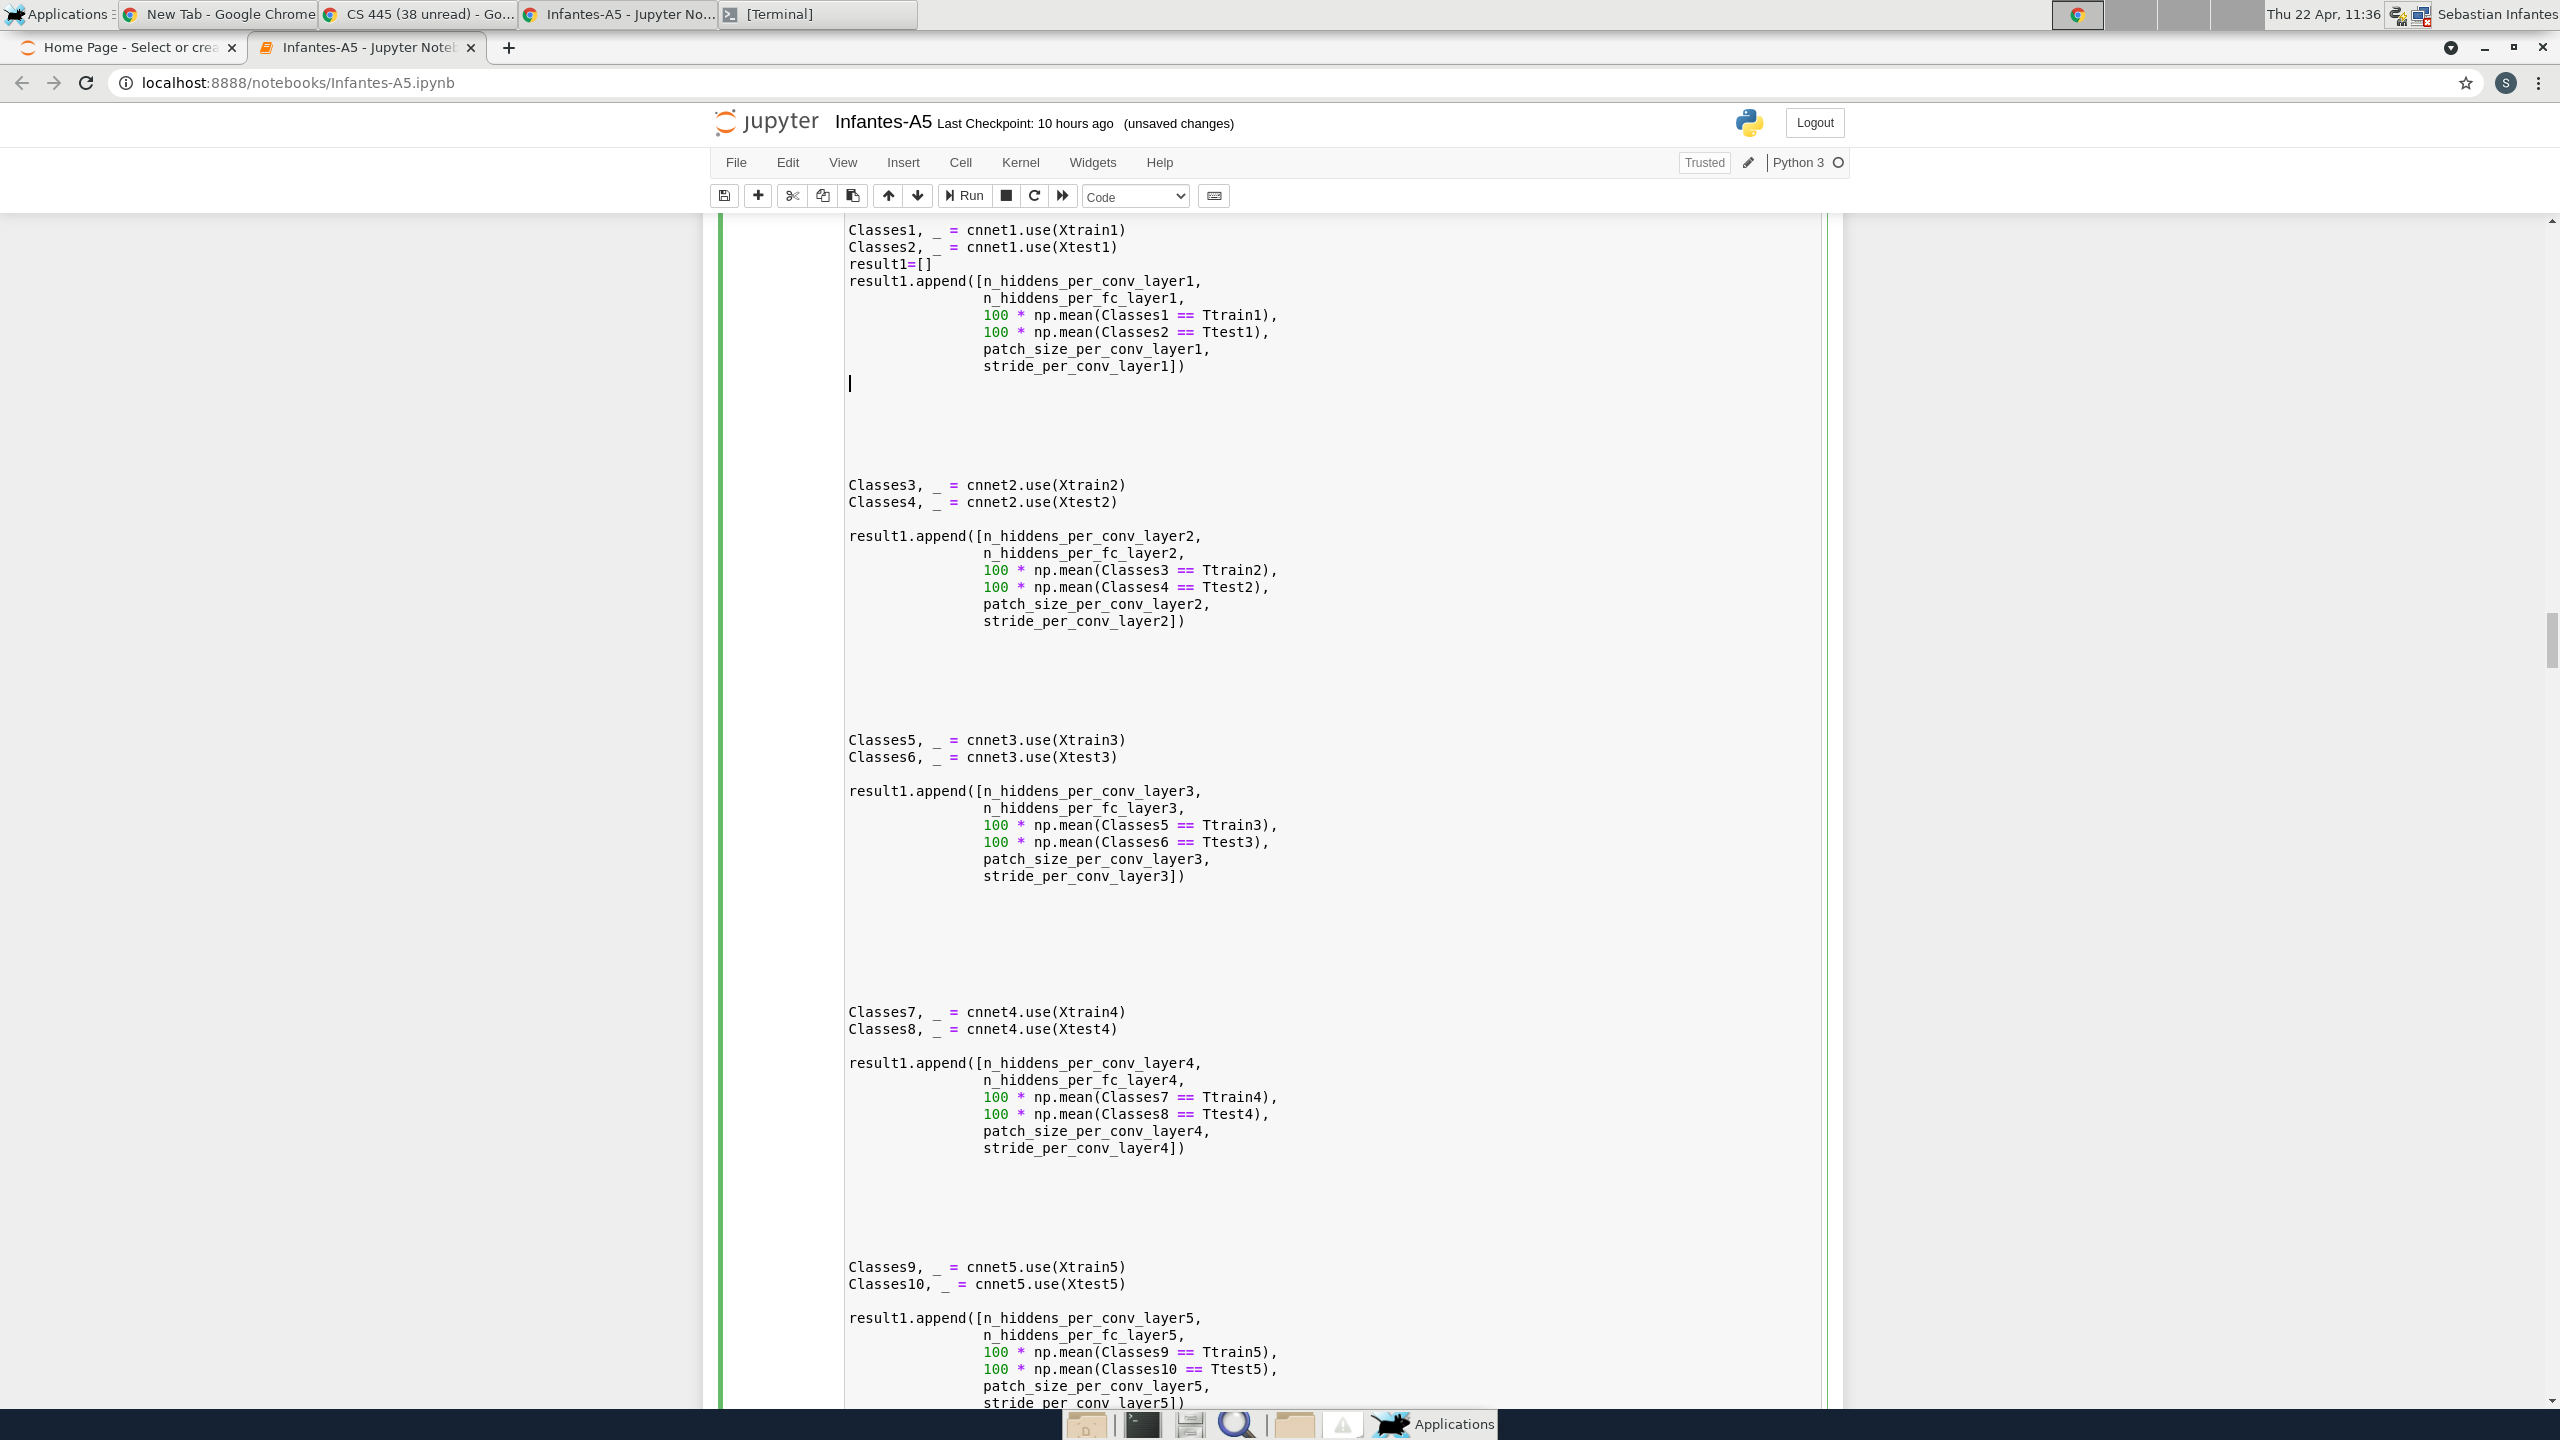 Applications
New Tab - Google Chrome
CS 445 (38 unread) - Go...
Infantes-A5 - Jupyter No...
[Terminal]
Thu 22 Apr, 11:36
Sebastian Infantes
Home Page - Select or crea
Infantes-A5 - Jupyter Noteb
localhost:8888/notebooks/Infantes-A5.ipynb
S
jupyter
Infantes-A5 Last Checkpoint: 10 hours ago (unsaved changes)
Logout
File Edit View Insert Cell Kernel Widgets Help
Trusted
Python 3
Run
Code
Classes1, _ = cnnet1.use(Xtrain1)
Classes2, _ = cnnet1.use(Xtest1)
result1=[]
result1.append([n_hiddens_per_conv_layer1,
n_hiddens_per_fc_layer1,
100 * np.mean(Classes1 == Ttrain1),
100 * np.mean(Classes2 == Ttest1),
patch_size_per_conv_layer1,
stride_per_conv_layer1])
Classes3, _ = cnnet2.use(Xtrain2)
Classes4, _ = cnnet2.use(Xtest2)
result1.append([n_hiddens_per_conv_layer2,
n_hiddens_per_fc_layer2,
100 * np.mean(Classes3 == Ttrain2),
100 * np.mean(Classes4 == Ttest2),
patch_size_per_conv_layer2,
stride_per_conv_layer2])
Classes5, _ = cnnet3.use(Xtrain3)
Classes6, _ = cnnet3.use(Xtest3)
result1.append([n_hiddens_per_conv_layer3,
n_hiddens_per_fc_layer3,
100 * np.mean(Classes5 == Ttrain3),
100 * np.mean(Classes6 == Ttest3),
patch_size_per_conv_layer3,
stride_per_conv_layer3])
Classes7, _ = cnnet4.use(Xtrain4)
Classes8, _ = cnnet4.use(Xtest4)
result1.append([n_hiddens_per_conv_layer4,
n_hiddens_per_fc_layer4,
100 * np.mean(Classes7 == Ttrain4),
100 * np.mean(Classes8 == Ttest4),
patch_size_per_conv_layer4,
stride_per_conv_layer4])
Classes9, _ = cnnet5.use(Xtrain5)
Classes10, _ = cnnet5.use(Xtest5)
result1.append([n_hiddens_per_conv_layer5,
n_hiddens_per_fc_layer5,
100 * np.mean(Classes9 == Ttrain5),
100 * np.mean(Classes10 == Ttest5),
patch_size_per_conv_layer5,
stride_per_conv_layer5])
Applications